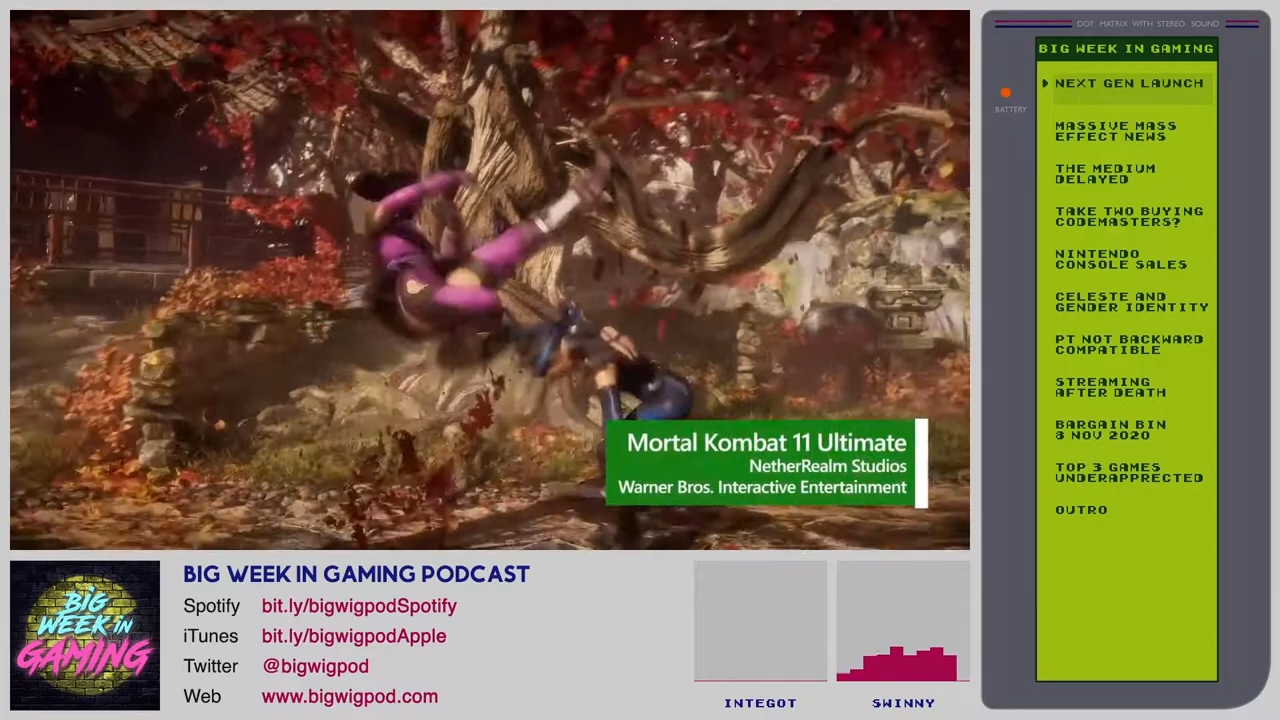 DOT MATRIX WITH STEREO SOUND
BIG WEEK IN GAMING
NEXT GEN LAUNCH
BATTERY
MASSIVE MASS
EFFECT NEWS
THE MEDIUM
DELAYED
TAKE TWO BUYING
CODEMASTERS?
NINTENDO
CONSOLE SALES
CELESTE AND
GENDER IDENTITY
PT NOT BACKWARD
COMPATIBLE
STREAMING
AFTER DEATH
BARGAIN BIN
8 NOV 2020
TOP 3 GAMES
UNDERAPPRECTED
OUTRO
Mortal Kombat 11 Ultimate
NetherRealm Studios
Warner Bros. Interactive Entertainment
BIG
WEEK IN
GAMING
BIG WEEK IN GAMING PODCAST
Spotify bit.ly/bigwigpodSpotify
iTunes bit.ly/bigwigpodApple
Twitter @bigwigpod
Web www.bigwigpod.com
INTEGOT
SWINNY